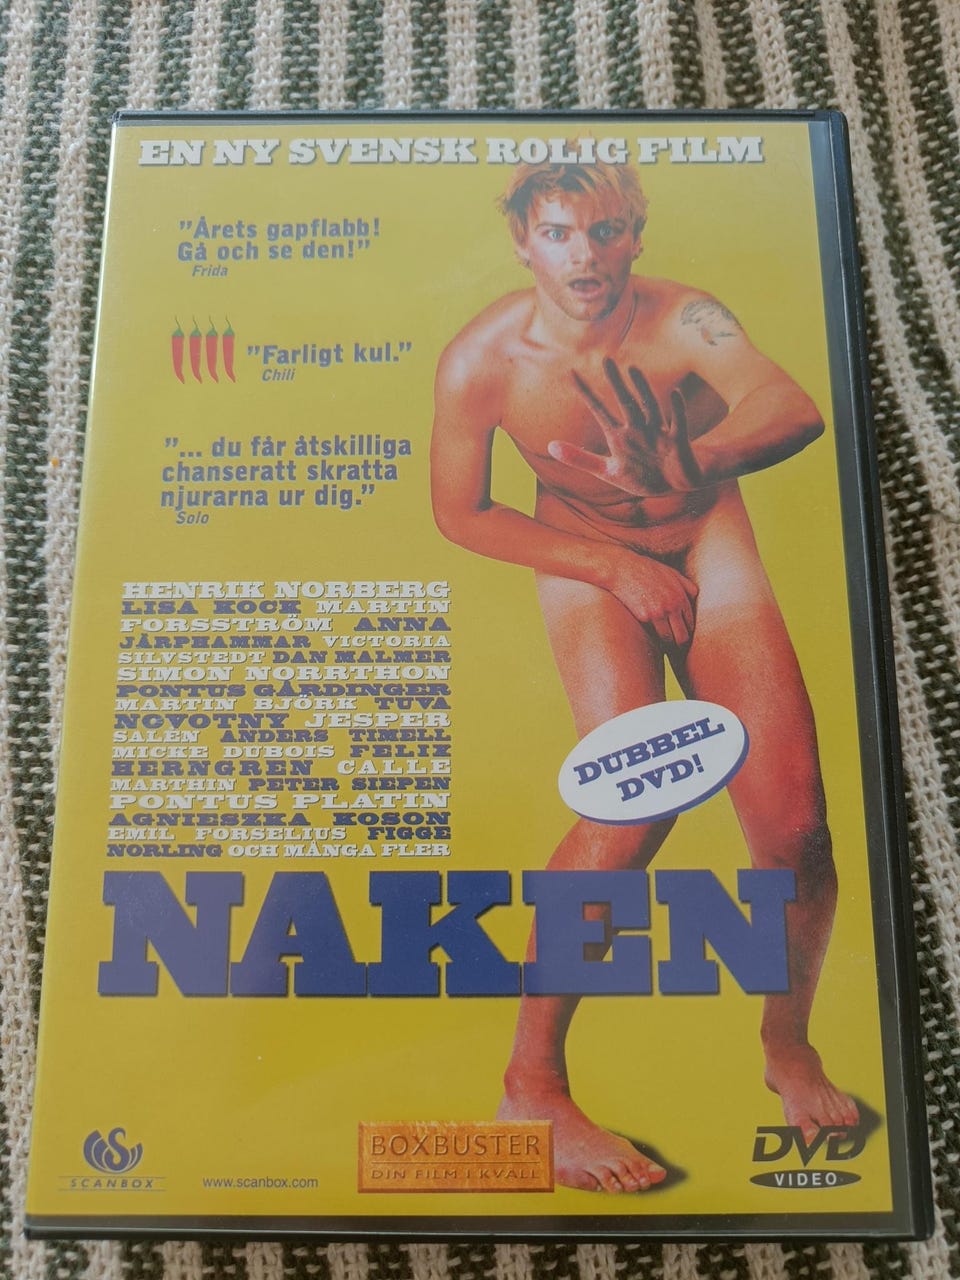 EN NY SVENSK ROLIG FILM
"Årets gapflabb!
Gå och se den!"
Frida
"Farligt kul."
Chili
"... du får åtskilliga
chanseratt skratta
njurarna ur dig."
Solo
HENRIK NORBERG
LISA KOCK MARTIN
FORSSTRÖM ANNA
JÄRPHAMMAR VICTORIA
SILVSTEDT DAN MALMER
SIMON NORRTHON
PONTUS GÅRDINGER
MARTIN BJÖRK TUVA
NOVOTNY JESPER
SALÉN ANDERS TIMELL
MICKE DUBOIS FELIX
HERNGREN CALLE
MARTHIN PETER SIEPEN
PONTUS PLATIN
AGNIESZKA KOSON
EMIL FORSELIUS FIGGE
NORLING OCH MÅNGA FLER
DUBBEL
DVD!
NAKEN
SCANBOX
www.scanbox.com
BOXBUSTER
DIN FILM I KVÄLL
DVD
VIDEO